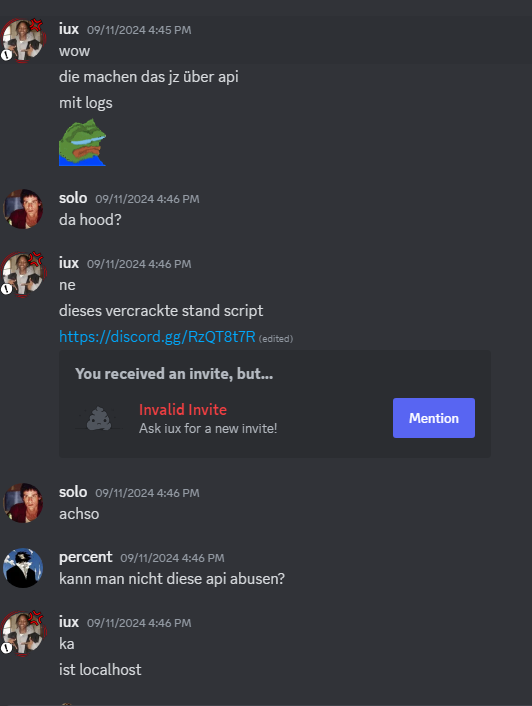 iux 09/11/2024 4:45 PM
wow
die machen das jz über api
mit logs
solo 09/11/2024 4:46 PM
da hood?
iux 09/11/2024 4:46 PM
ne
dieses vercrackte stand script
https://discord.gg/RzQT8t7R (edited)
You received an invite, but...
Invalid Invite
Ask iux for a new invite!
Mention
solo 09/11/2024 4:46 PM
achso
percent 09/11/2024 4:46 PM
kann man nicht diese api abusen?
iux 09/11/2024 4:46 PM
ka
ist localhost